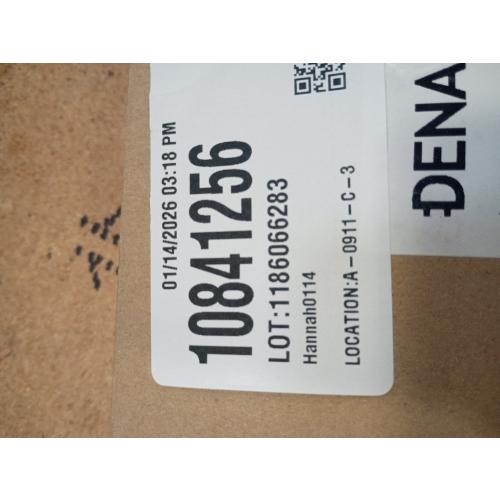 01/14/2026 03:18 PM
10841256
LOT:1186066283
Hannah0114
LOCATION:A-0911-C-3
DENA